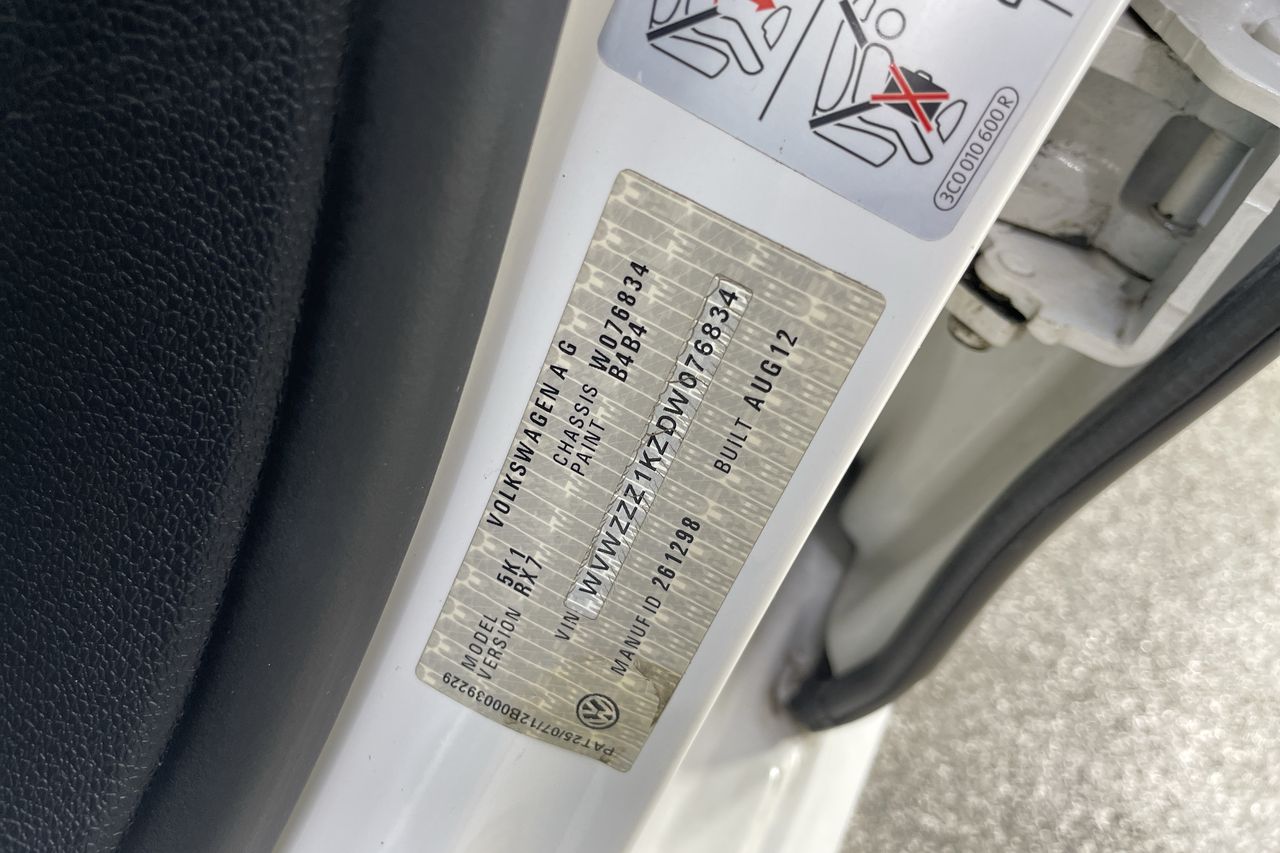 3C0 010 600 R
VOLKSWAGEN A G
MODEL 5K1 CHASSIS W076834
VERSION RX7 PAINT B4B4
VIN WVWZZZ1KZDW076834
MANUF ID 261298 BUILT AUG12
PAT25/07/12B000039229